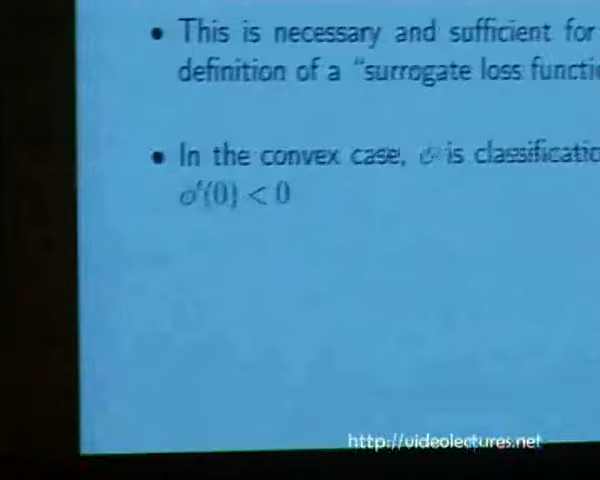 • This is necessary and sufficient for
definition of a "surrogate loss functi
• In the convex case, ϕ is classificatio
ϕ′(0) < 0
http://videolectures.net